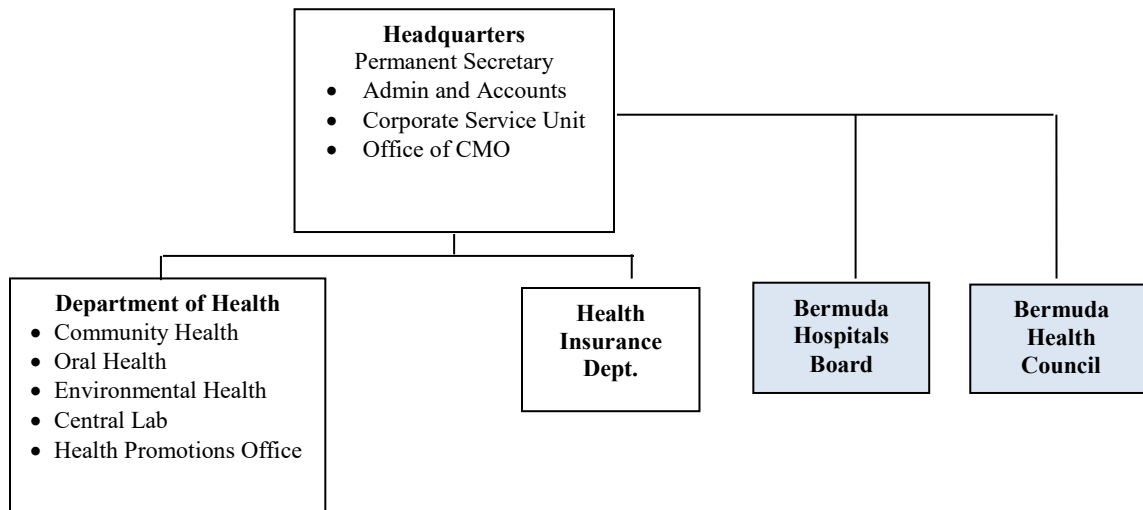 Headquarters
Permanent Secretary
• Admin and Accounts
• Corporate Service Unit
• Office of CMO
Department of Health
• Community Health
• Oral Health
• Environmental Health
• Central Lab
• Health Promotions Office
Health
Insurance
Dept.
Bermuda
Hospitals
Board
Bermuda
Health
Council